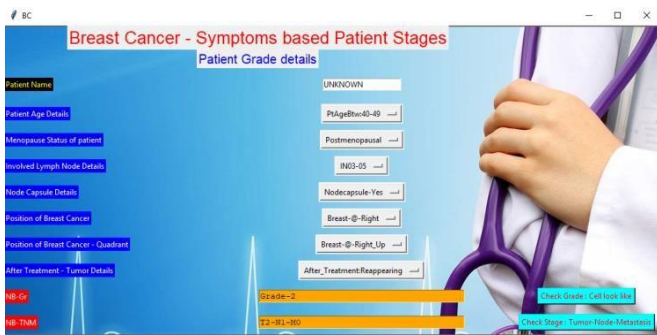 BC
Breast Cancer - Symptoms based Patient Stages
Patient Grade details
Patient Name UNKNOWN
Patient Age Details PtAgeBtw:40-49
Menopause Status of patient Postmenopausal
Involved Lymph Node Details IN03-05
Node Capsule Details Nodecapsule-Yes
Position of Breast Cancer Breast-@-Right
Position of Breast Cancer - Quadrant Breast-@-Right_Up
After Treatment - Tumor Details After_Treatment:Reappearing
NB-Gr Grade-2 Check Grade : Cell look like
NB-TNM T2-N1-M0 Check Stage : Tumor-Node-Metastasis